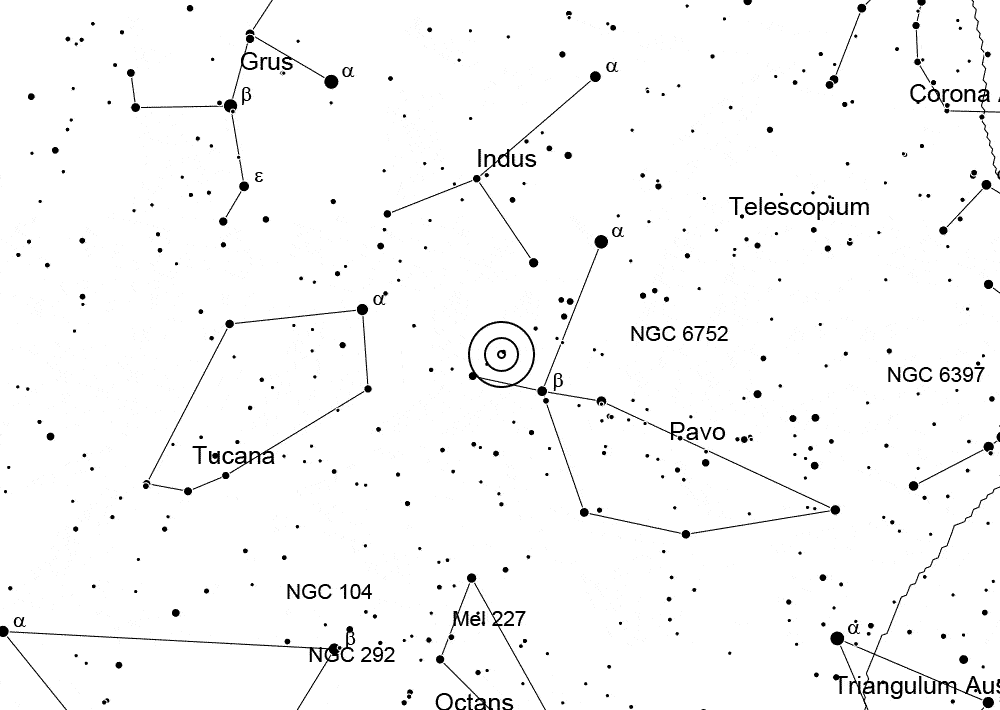 Grus
α
β
ε
α
Indus
Corona A
Telescopium
α
α
NGC 6752
NGC 6397
β
Pavo
Tucana
NGC 104
Mel 227
α
β
NGC 292
α
Octans
Triangulum Aus